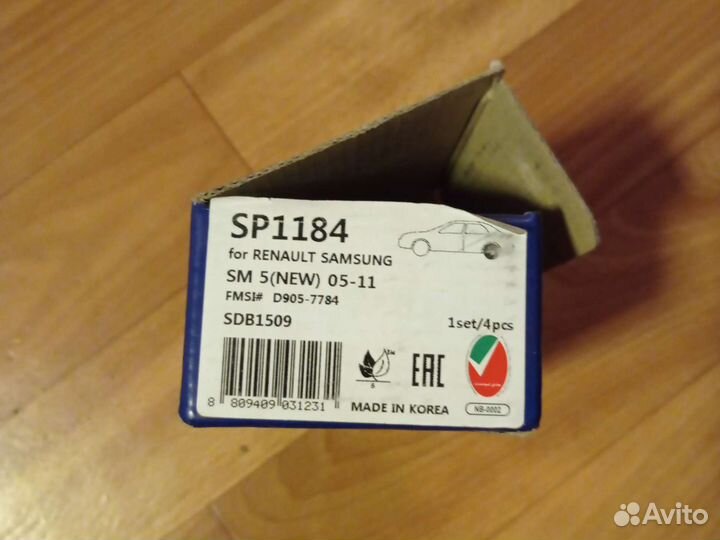 SP1184
for RENAULT SAMSUNG
SM 5(NEW) 05-11
FMSI# D905-7784
SDB1509
1set/4pcs
8 809409 031231
6
EAC
MADE IN KOREA
NB-0002
Avito